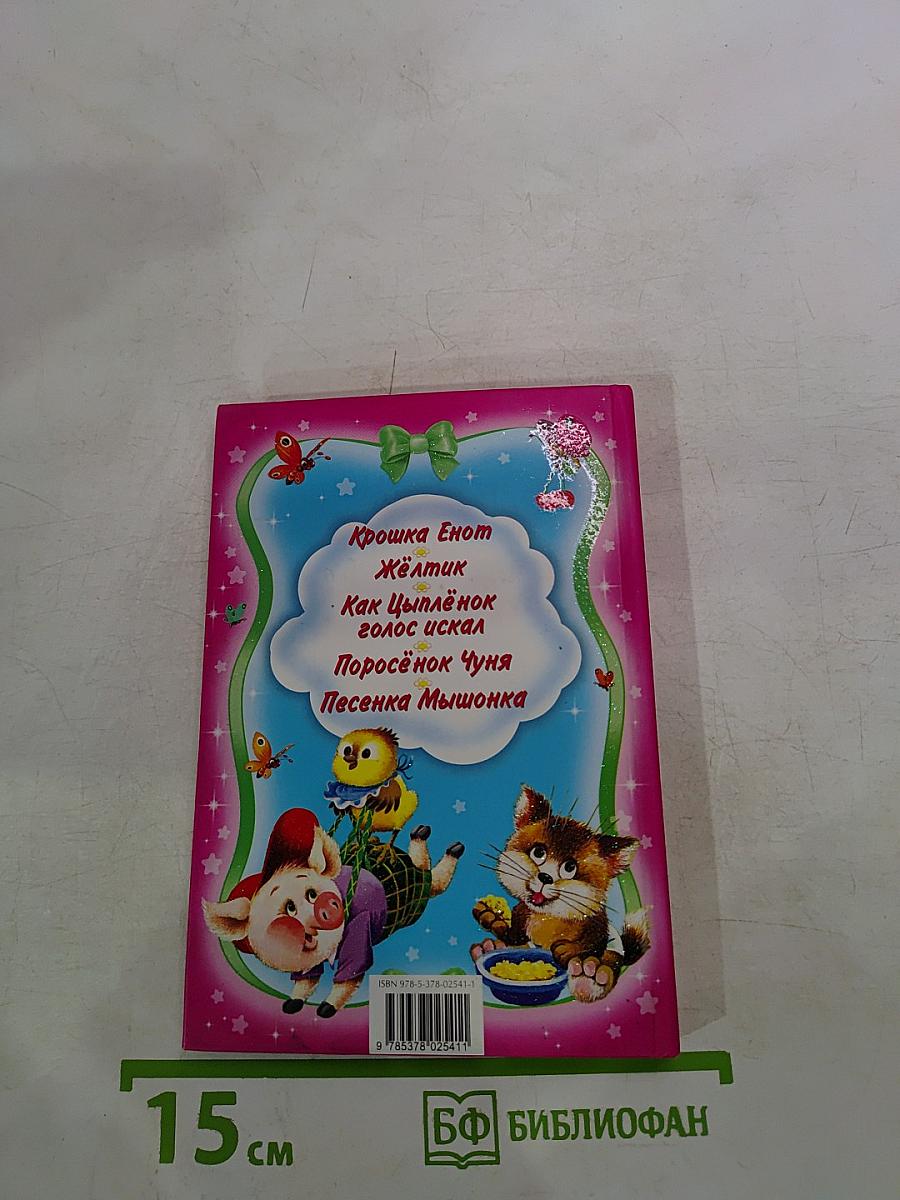 Крошка Енот
Жёлтик
Как Цыплёнок
голос искал
Поросёнок Чуня
Песенка Мышонка
ISBN 978-5-378-02541-1
9 785378 025411
15 см
БФ БИБЛИОФАН